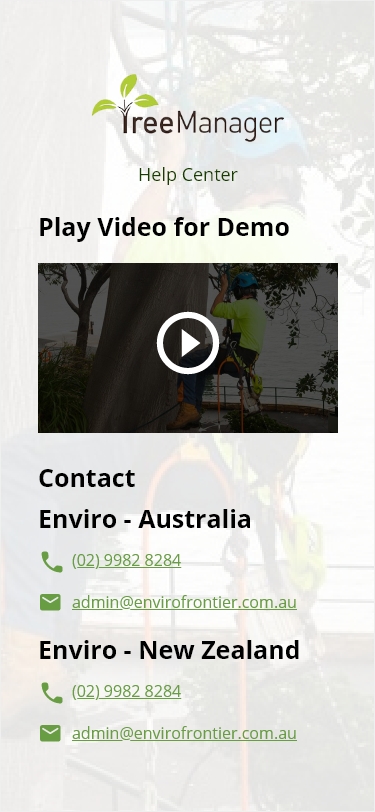 TreeManager
Help Center
Play Video for Demo
Contact
Enviro - Australia
(02) 9982 8284
admin@envirofrontier.com.au
Enviro - New Zealand
(02) 9982 8284
admin@envirofrontier.com.au